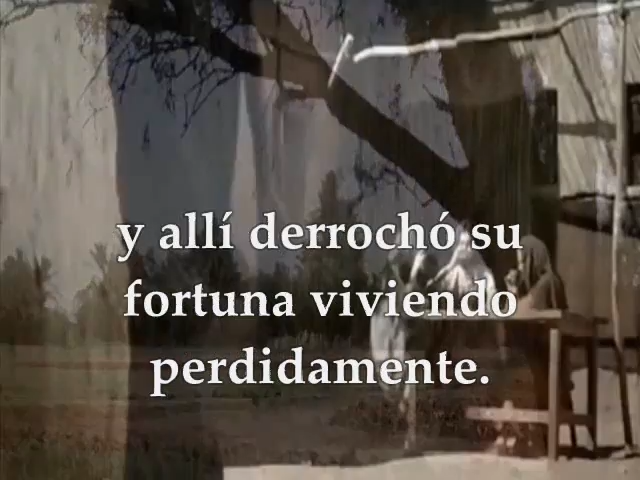 y allí derrochó su
fortuna viviendo
perdidamente.